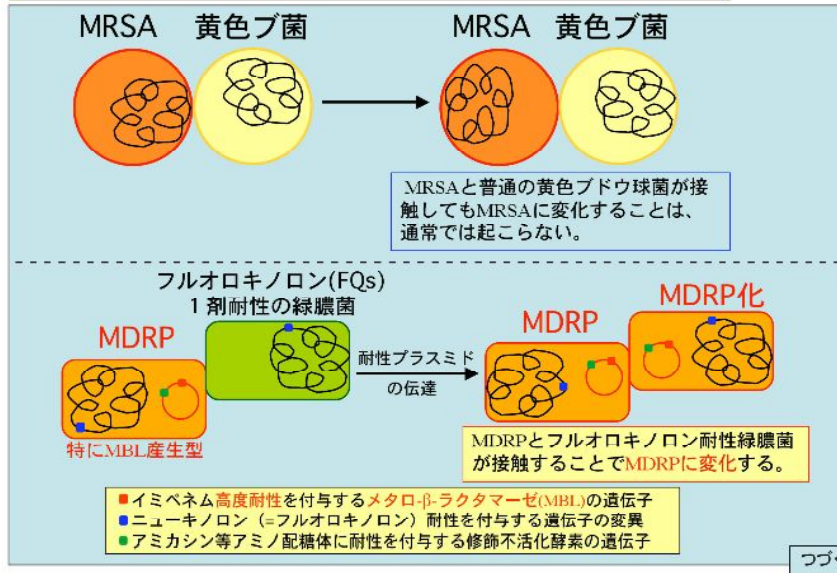 MRSA 黄色ブ菌
MRSA 黄色ブ菌
MRSAと普通の黄色ブドウ球菌が接
触してもMRSAに変化することは、
通常では起こらない。
フルオロキノロン(FQs)
1剤耐性の緑膿菌
MDRP
特にMBL産生型
耐性プラスミド
の伝達
MDRP
MDRP化
MDRPとフルオロキノロン耐性緑膿菌
が接触することでMDRPに変化する。
イミペネム高度耐性を付与するメタロ-β-ラクタマーゼ(MBL)の遺伝子
ニューキノロン（=フルオロキノロン）耐性を付与する遺伝子の変異
アミカシン等アミノ配糖体に耐性を付与する修飾不活化酵素の遺伝子